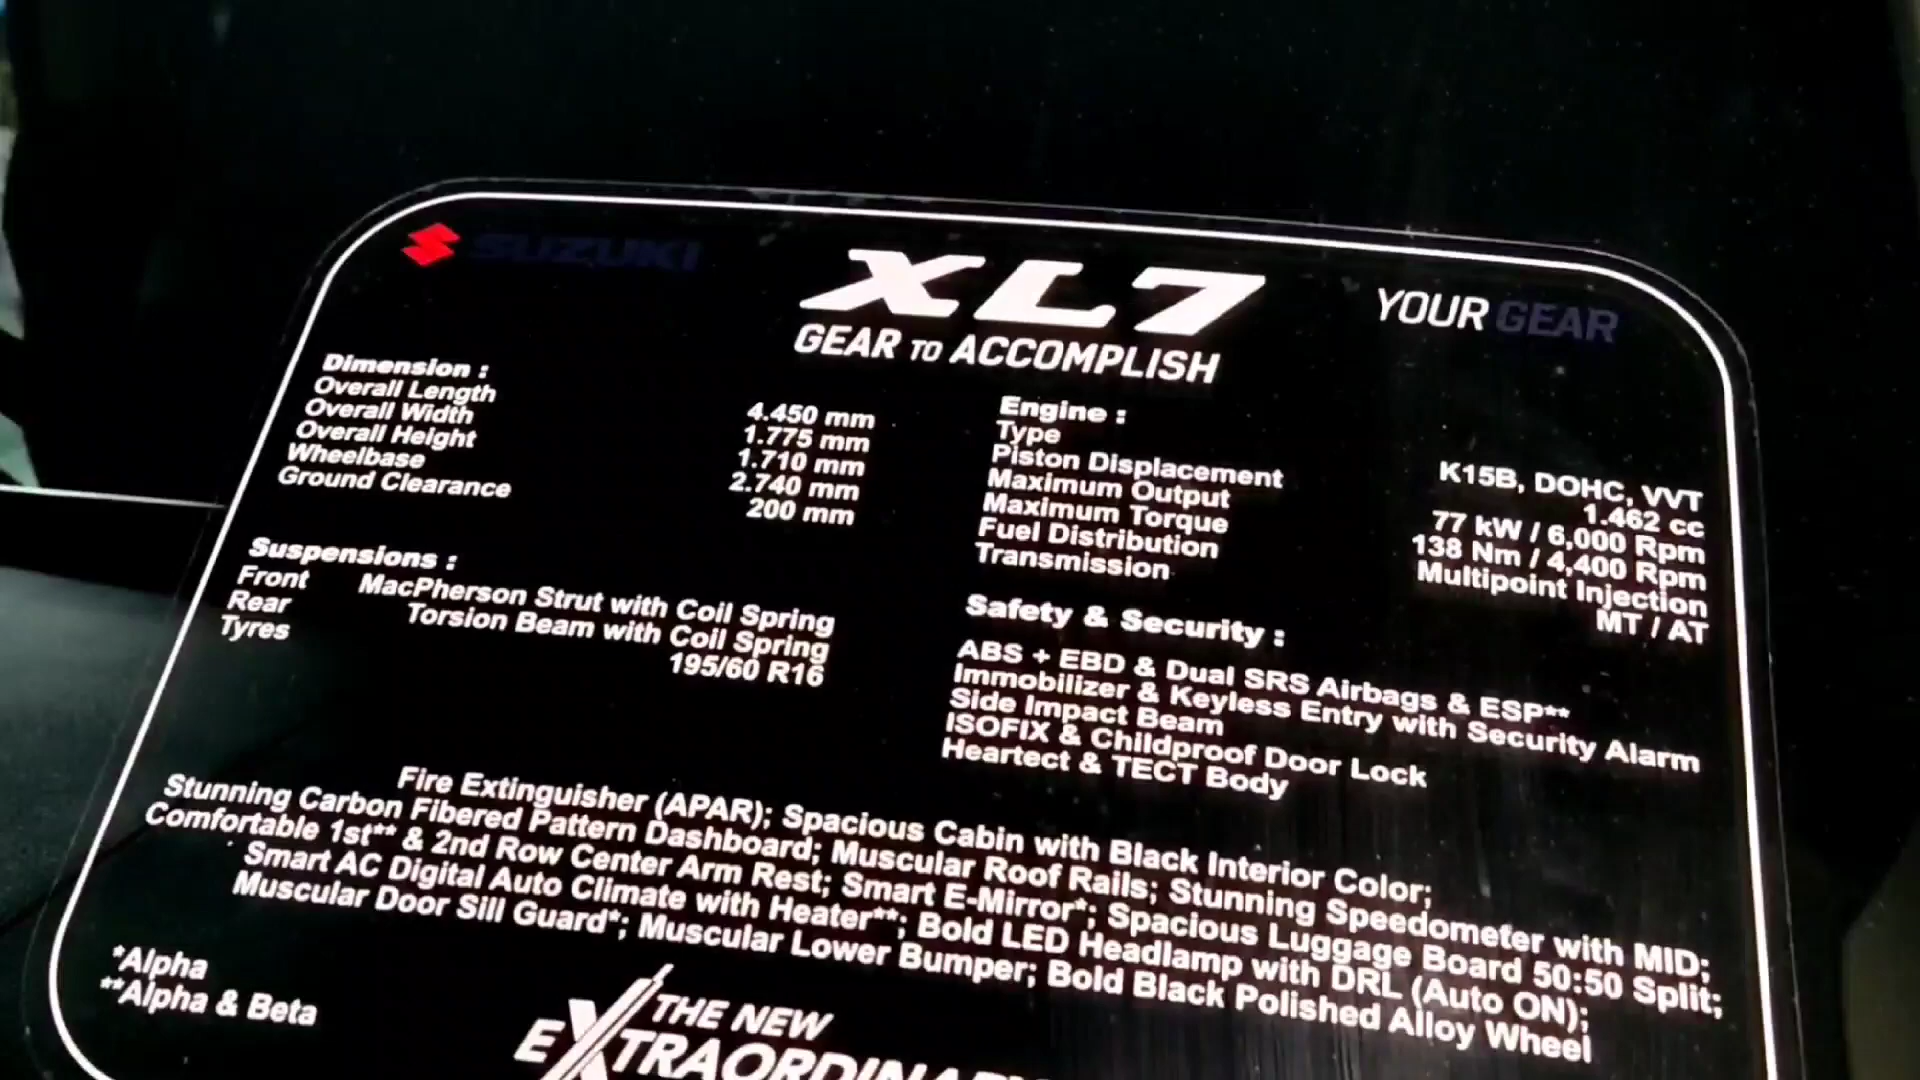 SUZUKI
XL7
GEAR TO ACCOMPLISH
YOUR GEAR
Dimension :
Overall Length 4.450 mm
Overall Width 1.775 mm
Overall Height 1.710 mm
Wheelbase 2.740 mm
Ground Clearance 200 mm
Suspensions :
Front MacPherson Strut with Coil Spring
Rear Torsion Beam with Coil Spring
Tyres 195/60 R16
Engine :
Type K15B, DOHC, VVT
Piston Displacement 1.462 cc
Maximum Output 77 kW / 6,000 Rpm
Maximum Torque 138 Nm / 4,400 Rpm
Fuel Distribution Multipoint Injection
Transmission MT / AT
Safety & Security :
ABS + EBD & Dual SRS Airbags & ESP**
Immobilizer & Keyless Entry with Security Alarm
Side Impact Beam
ISOFIX & Childproof Door Lock
Heartect & TECT Body
Fire Extinguisher (APAR); Spacious Cabin with Black Interior Color;
Stunning Carbon Fibered Pattern Dashboard; Muscular Roof Rails; Stunning Speedometer with MID;
Comfortable 1st** & 2nd Row Center Arm Rest; Smart E-Mirror*; Spacious Luggage Board 50:50 Split;
Smart AC Digital Auto Climate with Heater**; Bold LED Headlamp with DRL (Auto ON);
Muscular Door Sill Guard*; Muscular Lower Bumper; Bold Black Polished Alloy Wheel
*Alpha
**Alpha & Beta
THE NEW